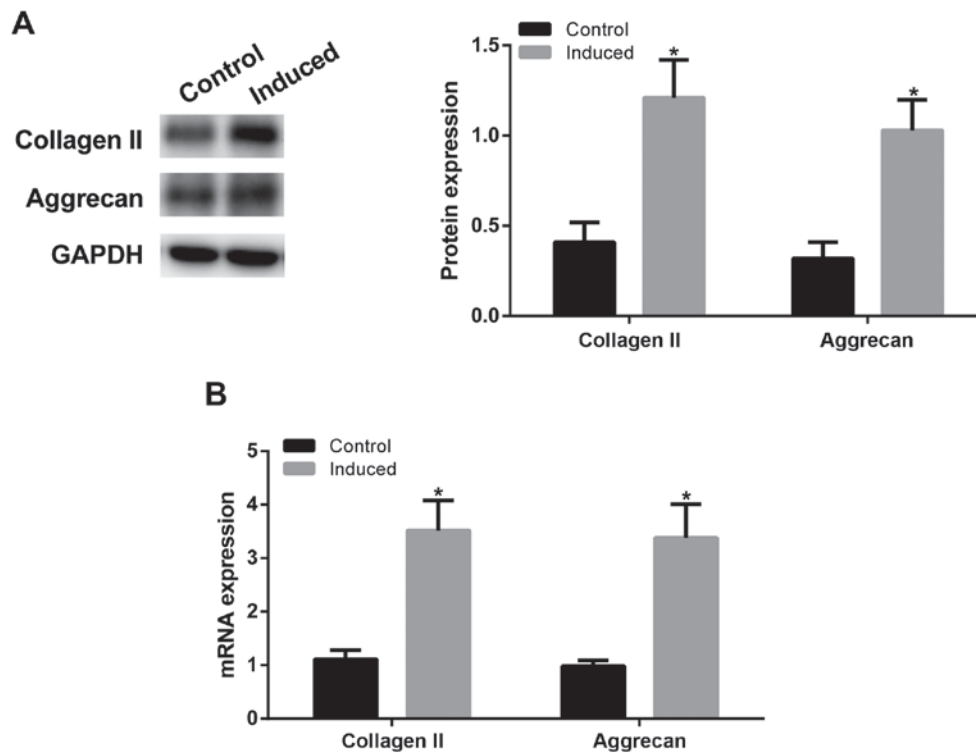 A
Control
Induced
Collagen II
Aggrecan
GAPDH
Control
Induced
Protein expression
1.5
1.0
0.5
0.0
*
*
Collagen II
Aggrecan
B
Control
Induced
mRNA expression
5
4
3
2
1
0
*
*
Collagen II
Aggrecan